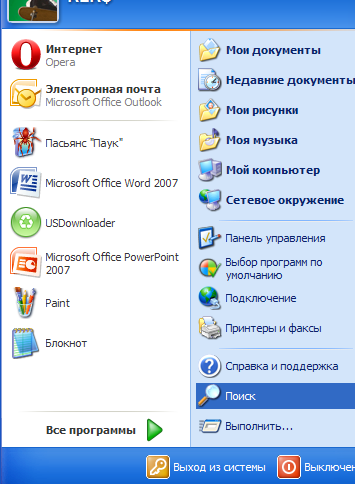 Интернет
Opera
Электронная почта
Microsoft Office Outlook
Пасьянс "Паук"
Microsoft Office Word 2007
USDownloader
Microsoft Office PowerPoint
2007
Paint
Блокнот
Все программы
Мои документы
Недавние документы
Мои рисунки
Моя музыка
Мой компьютер
Сетевое окружение
Панель управления
Выбор программ по
умолчанию
Подключение
Принтеры и факсы
Справка и поддержка
Поиск
Выполнить...
Выход из системы
Выключен